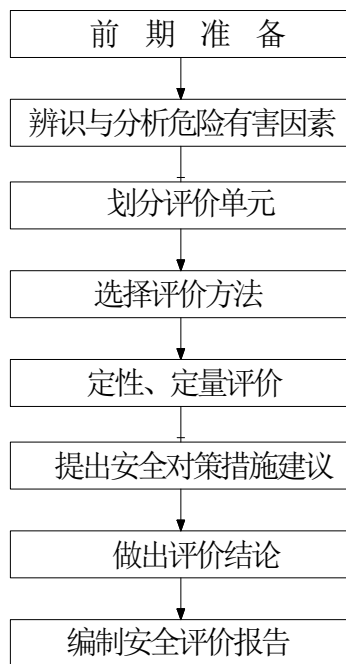 前 期 准 备
辨识与分析危险有害因素
划分评价单元
选择评价方法
定性、定量评价
提出安全对策措施建议
做出评价结论
编制安全评价报告